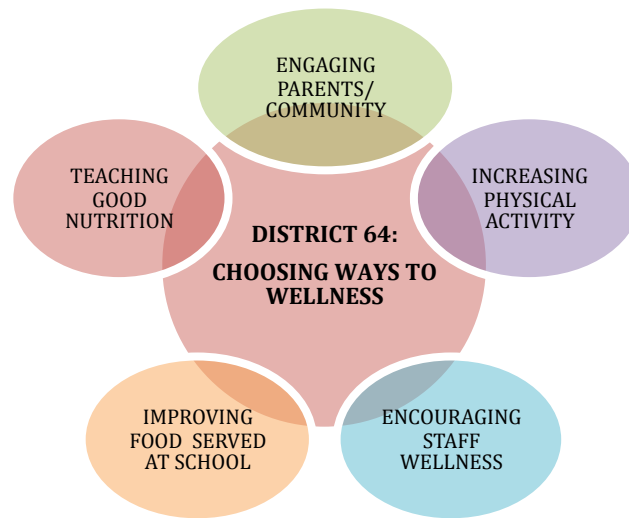 ENGAGING
PARENTS/
COMMUNITY
TEACHING
GOOD
NUTRITION
INCREASING
PHYSICAL
ACTIVITY
DISTRICT 64:
CHOOSING WAYS TO
WELLNESS
IMPROVING
FOOD SERVED
AT SCHOOL
ENCOURAGING
STAFF
WELLNESS